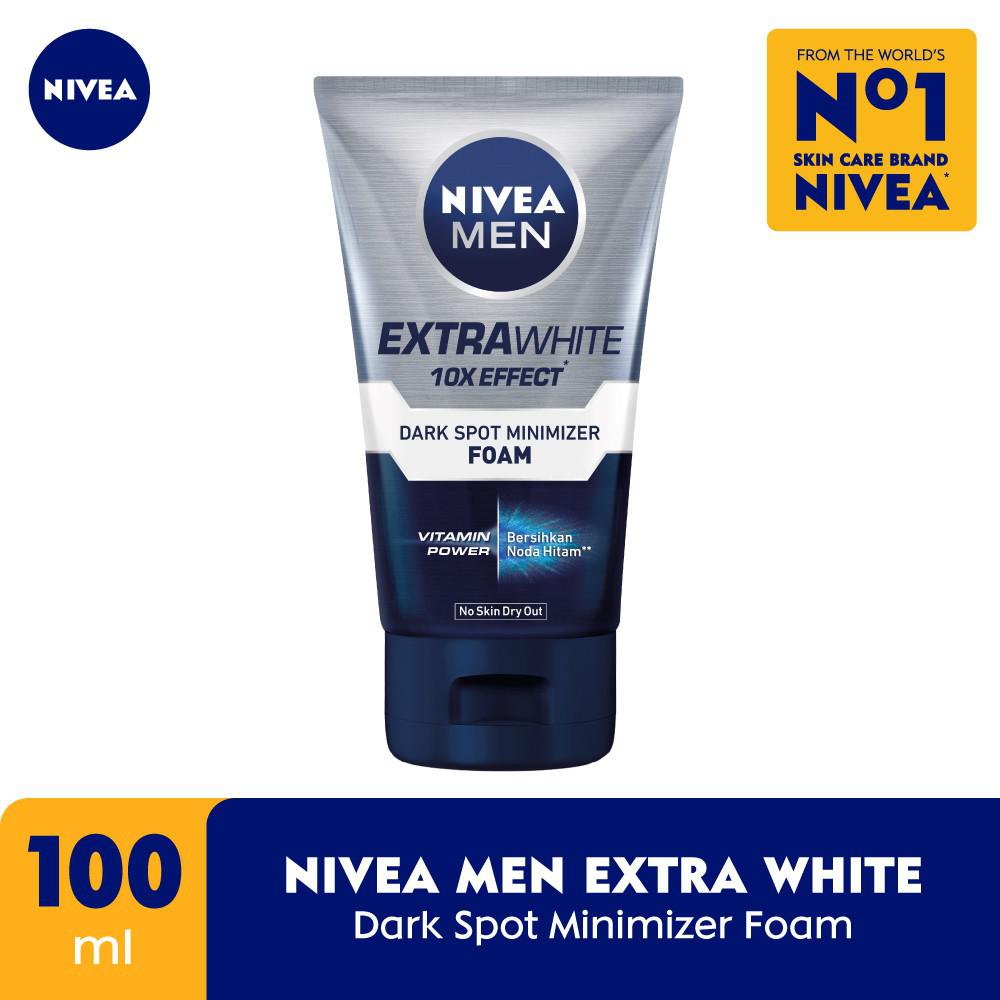 NIVEA
FROM THE WORLD'S
Nº1
SKIN CARE BRAND
NIVEA*
NIVEA
MEN
EXTRAWHITE
10X EFFECT*
DARK SPOT MINIMIZER
FOAM
VITAMIN
POWER
Bersihkan
Noda Hitam**
No Skin Dry Out
100
ml
NIVEA MEN EXTRA WHITE
Dark Spot Minimizer Foam